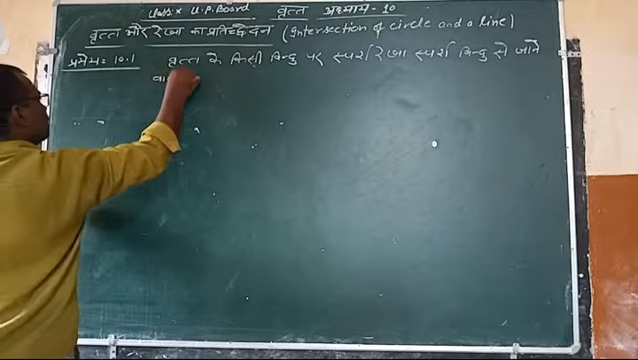 Class: X U.P. Board वृत्त अध्याय - 10
वृत्त और रेखा का प्रतिच्छेदन (Intersection of circle and a line)
प्रमेय = 10.1 वृत्त के किसी बिन्दु पर स्पर्श रेखा स्पर्श बिन्दु से जाने
वा